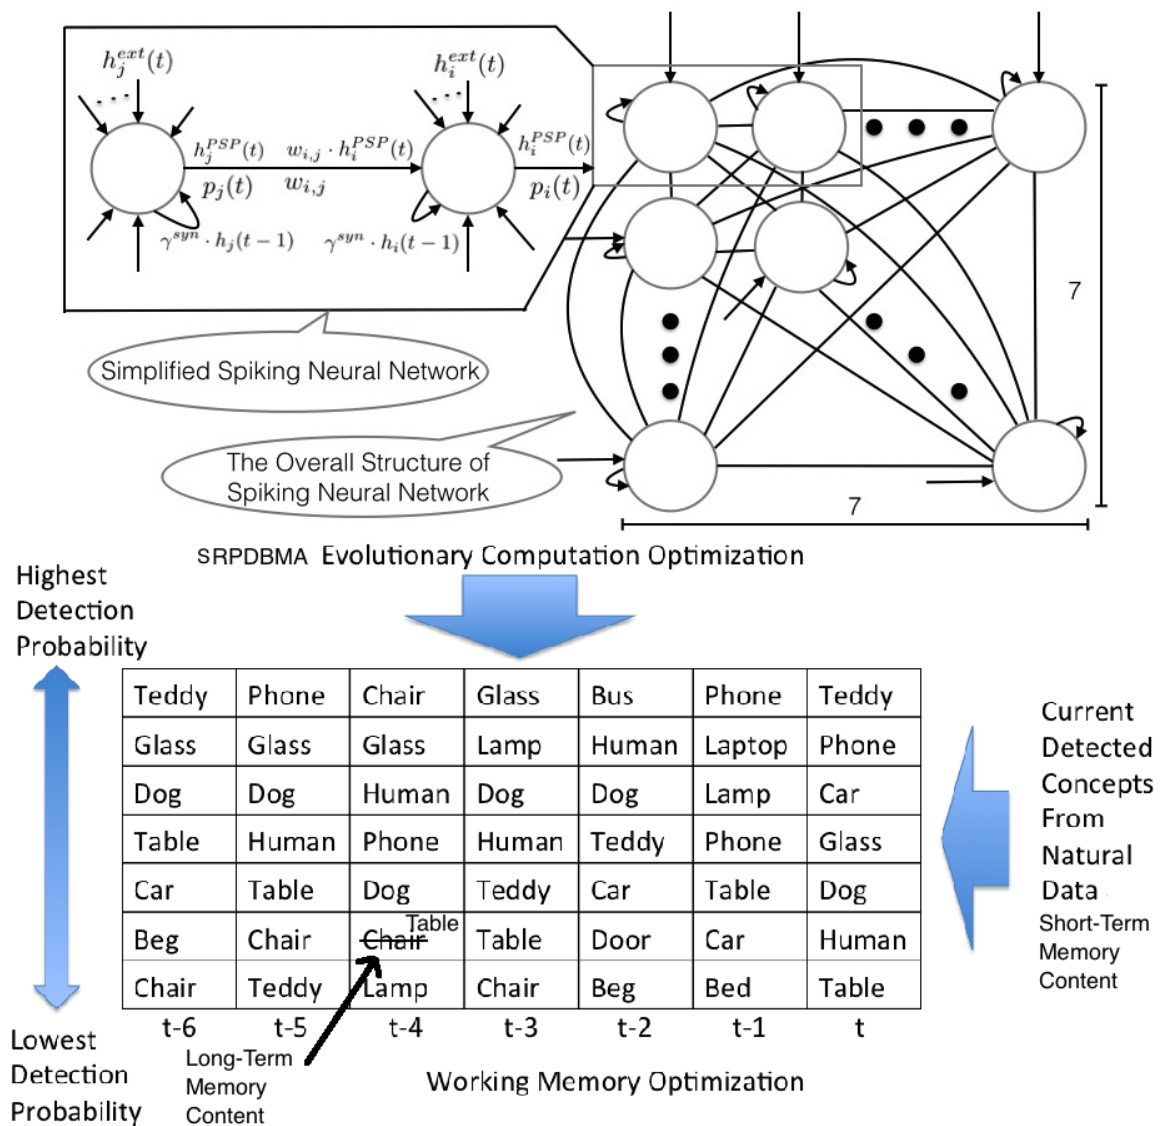 h_j^{ext}(t)
h_i^{ext}(t)
h_j^{PSP}(t)
w_{i,j} · h_i^{PSP}(t)
h_i^{PSP}(t)
p_j(t)
w_{i,j}
p_i(t)
γ^{syn} · h_j(t − 1)
γ^{syn} · h_i(t − 1)
7
Simplified Spiking Neural Network
The Overall Structure of
Spiking Neural Network
7
SRPDBMA Evolutionary Computation Optimization
Highest
Detection
Probability
Teddy Phone Chair Glass Bus Phone Teddy
Glass Glass Glass Lamp Human Laptop Phone
Dog Dog Human Dog Dog Lamp Car
Table Human Phone Human Teddy Phone Glass
Car Table Dog Teddy Car Table Dog
Beg Chair Chair Table Table Door Car Human
Chair Teddy Lamp Chair Beg Bed Table
t-6 t-5 t-4 t-3 t-2 t-1 t
Current
Detected
Concepts
From
Natural
Data
Short-Term
Memory
Content
Lowest
Detection
Probability
Long-Term
Memory
Content
Working Memory Optimization